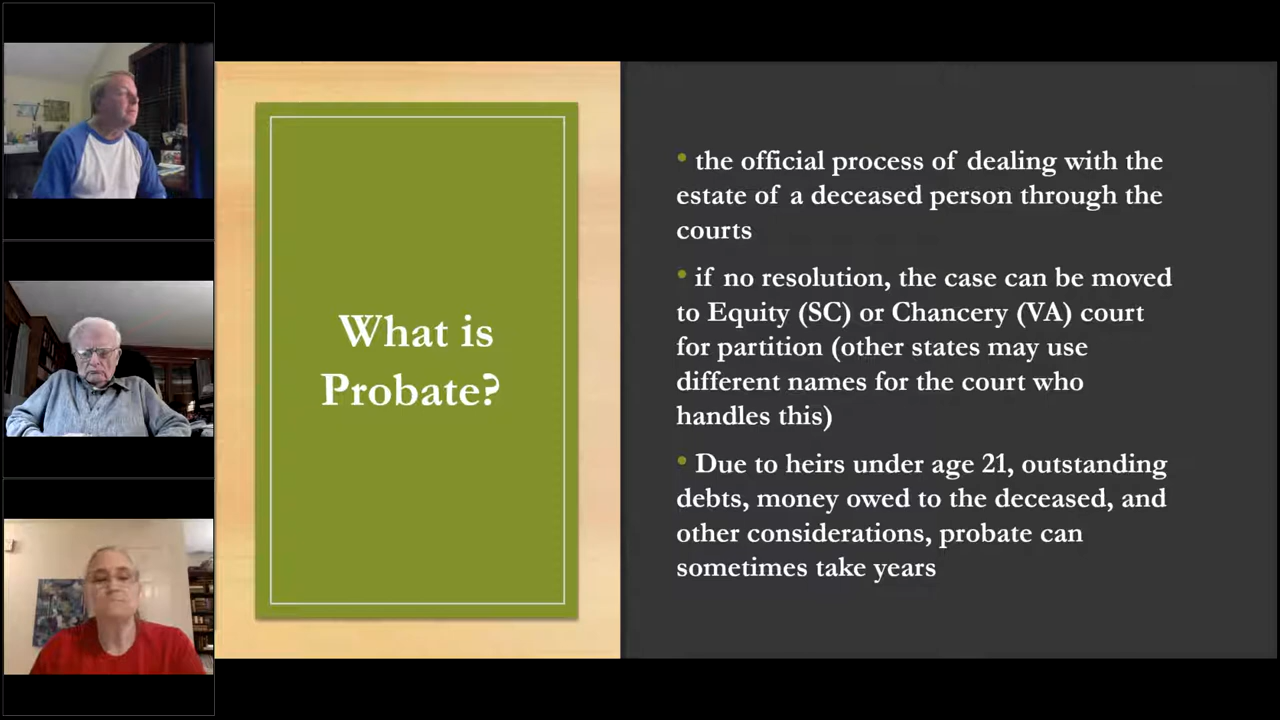 What is
Probate?
• the official process of dealing with the
estate of a deceased person through the
courts
• if no resolution, the case can be moved
to Equity (SC) or Chancery (VA) court
for partition (other states may use
different names for the court who
handles this)
• Due to heirs under age 21, outstanding
debts, money owed to the deceased, and
other considerations, probate can
sometimes take years